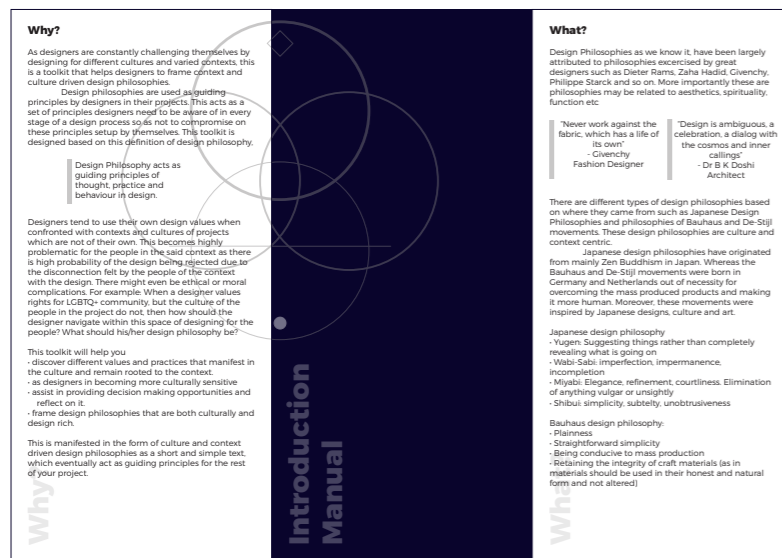 Why?
As designers are constantly challenging themselves by
designing for different cultures and varied contexts, this
is a toolkit that helps designers to frame context and
culture driven design philosophies.
Design philosophies are used as guiding
principles by designers in their projects. This acts as a
set of principles designers need to be aware of in every
stage of a design process so as not to compromise on
these principles setup by themselves. This toolkit is
designed based on this definition of design philosophy.
Design Philosophy acts as
guiding principles of
thought, practice and
behaviour in design.
Designers tend to use their own design values when
confronted with contexts and cultures of projects
which are not of their own. This becomes highly
problematic for the people in the said context as there
is high probability of the design being rejected due to
the disconnection felt by the people of the context
with the design. There might even be ethical or moral
complications. For example: When a designer values
rights for LGBTQ+ community, but the culture of the
people in the project do not, then how should the
designer navigate within this space of designing for the
people? What should his/her design philosophy be?
This toolkit will help you
• discover different values and practices that manifest in
the culture and remain rooted to the context.
• as designers in becoming more culturally sensitive
• assist in providing decision making opportunities and
reflect on it.
• frame design philosophies that are both culturally and
design rich.
This is manifested in the form of culture and context
driven design philosophies as a short and simple text,
which eventually act as guiding principles for the rest
of your project.
Why?
Introduction
Manual
What?
Design Philosophies as we know it, have been largely
attributed to philosophies excercised by great
designers such as Dieter Rams, Zaha Hadid, Givenchy,
Philippe Starck and so on. More importantly these are
philosophies may be related to aesthetics, spirituality,
function etc
"Never work against the
fabric, which has a life of
its own"
- Givenchy
Fashion Designer
"Design is ambiguous, a
celebration, a dialog with
the cosmos and inner
callings"
- Dr B K Doshi
Architect
There are different types of design philosophies based
on where they came from such as Japanese Design
Philosophies and philosophies of Bauhaus and De-Stijl
movements. These design philosophies are culture and
context centric.
Japanese design philosophies have originated
from mainly Zen Buddhism in Japan. Whereas the
Bauhaus and De-Stijl movements were born in
Germany and Netherlands out of necessity for
overcoming the mass produced products and making
it more human. Moreover, these movements were
inspired by Japanese designs, culture and art.
Japanese design philosophy
• Yugen: Suggesting things rather than completely
revealing what is going on
• Wabi-Sabi: imperfection, impermanence,
incompletion
• Miyabi: Elegance, refinement, courtliness. Elimination
of anything vulgar or unsightly
• Shibui: simplicity, subtelty, unobtrusiveness
Bauhaus design philosophy:
• Plainness
• Straightforward simplicity
• Being conducive to mass production
• Retaining the integrity of craft materials (as in
materials should be used in their honest and natural
form and not altered)
What?